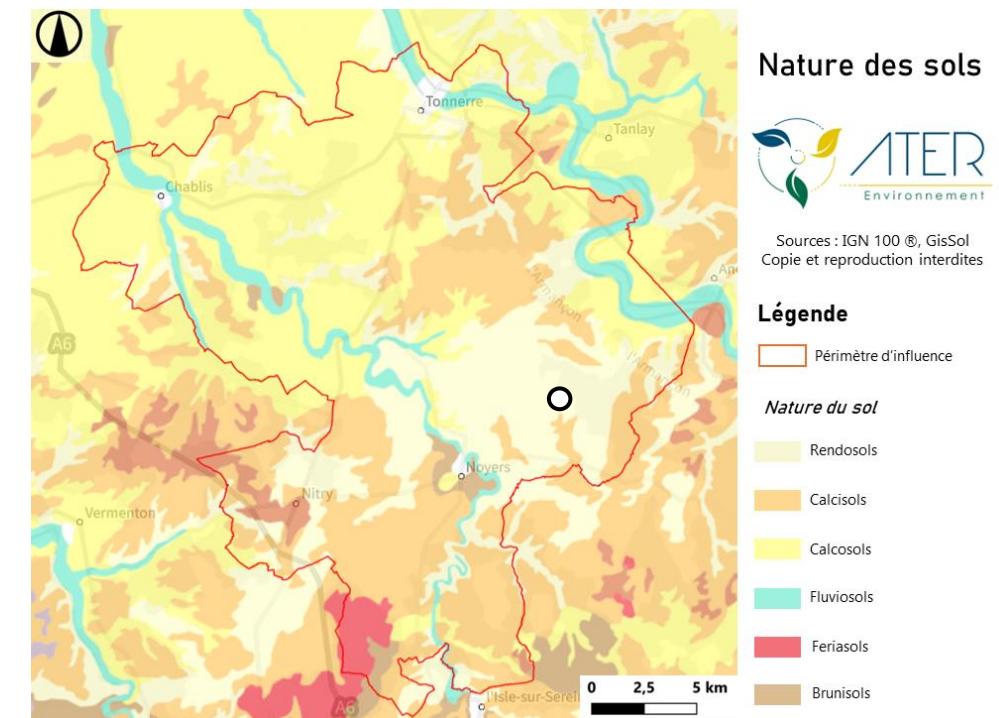 Tonnerre
Tanlay
Chablis
l'Armançon
A6
l'Armançon
Noyers
Nitry
Vermenton
A6
l'Isle-sur-Serein
0 2,5 5 km
Nature des sols
ATER
Environnement
Sources : IGN 100 ®, GisSol
Copie et reproduction interdites
Légende
Périmètre d'influence
Nature du sol
Rendosols
Calcisols
Calcosols
Fluviosols
Feriasols
Brunisols